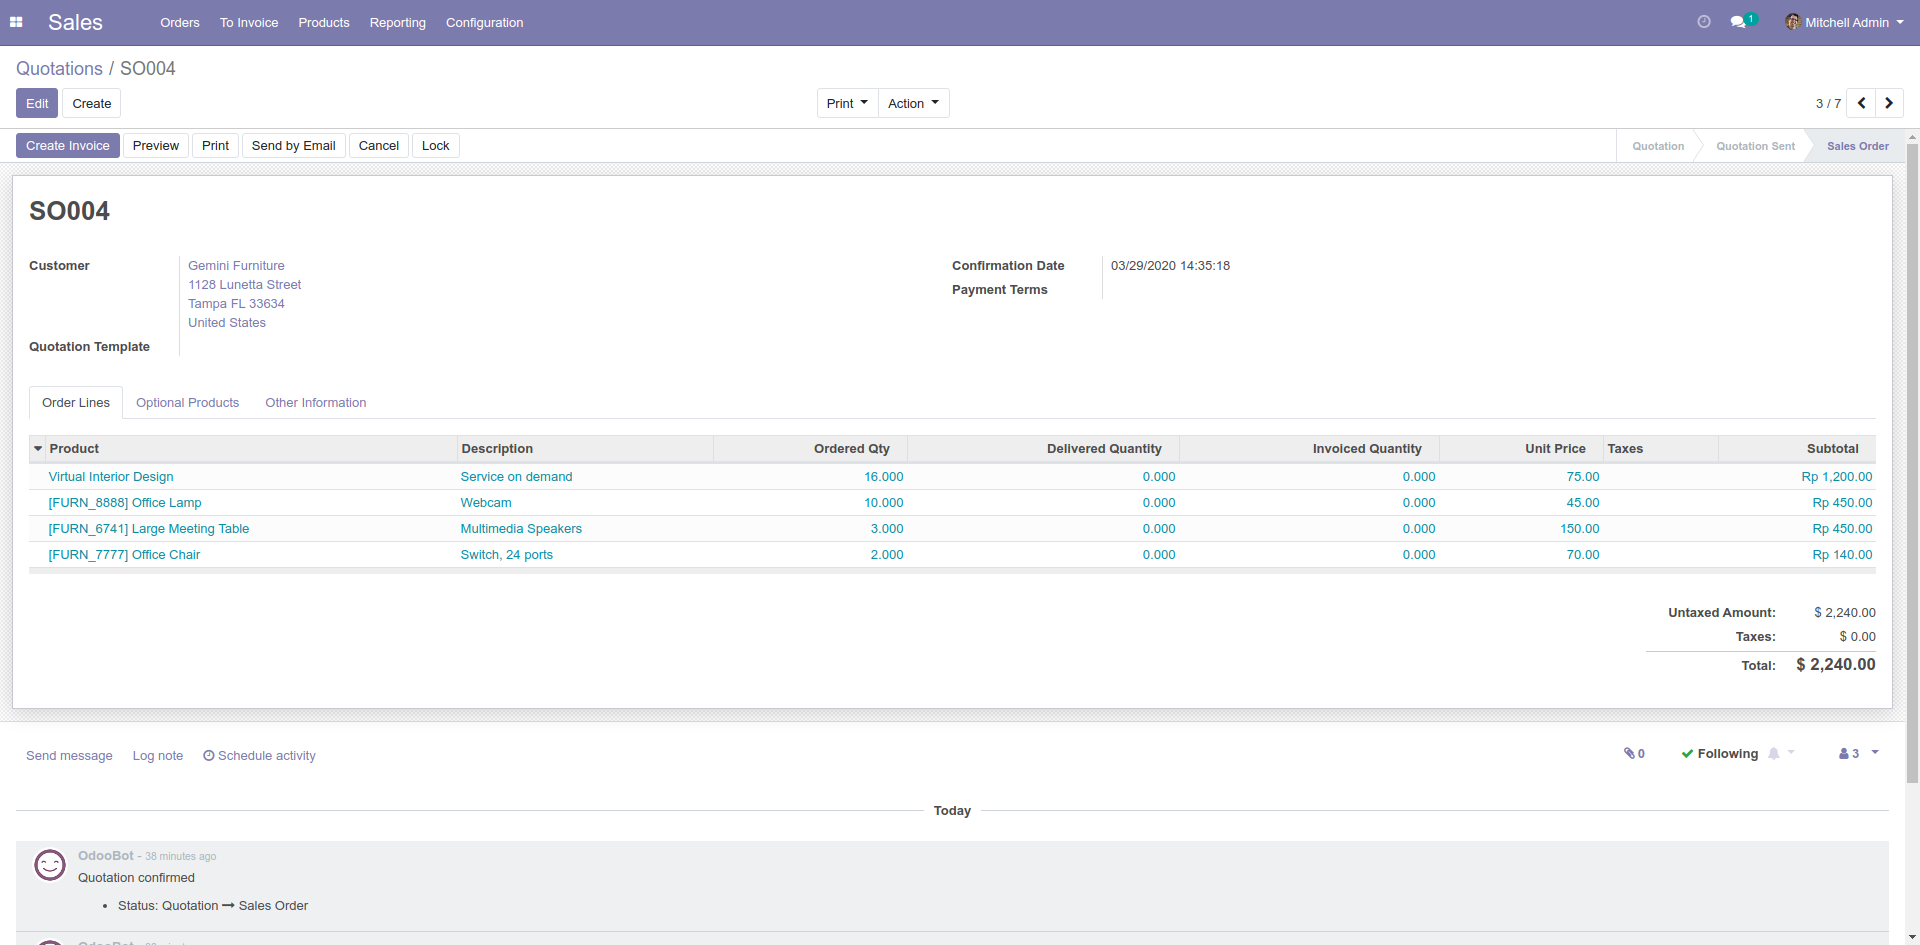 Sales Orders To Invoice Products Reporting Configuration 1 Mitchell Admin
Quotations / SO004
Edit Create Print Action 3 / 7
Create Invoice Preview Print Send by Email Cancel Lock Quotation Quotation Sent Sales Order
SO004
Customer Gemini Furniture Confirmation Date 03/29/2020 14:35:18
1128 Lunetta Street Payment Terms
Tampa FL 33634
United States
Quotation Template
Order Lines Optional Products Other Information
Product Description Ordered Qty Delivered Quantity Invoiced Quantity Unit Price Taxes Subtotal
Virtual Interior Design Service on demand 16.000 0.000 0.000 75.00 Rp 1,200.00
[FURN_8888] Office Lamp Webcam 10.000 0.000 0.000 45.00 Rp 450.00
[FURN_6741] Large Meeting Table Multimedia Speakers 3.000 0.000 0.000 150.00 Rp 450.00
[FURN_7777] Office Chair Switch, 24 ports 2.000 0.000 0.000 70.00 Rp 140.00
Untaxed Amount: $ 2,240.00
Taxes: $ 0.00
Total: $ 2,240.00
Send message Log note Schedule activity 0 Following 3
Today
OdooBot - 38 minutes ago
Quotation confirmed
• Status: Quotation → Sales Order